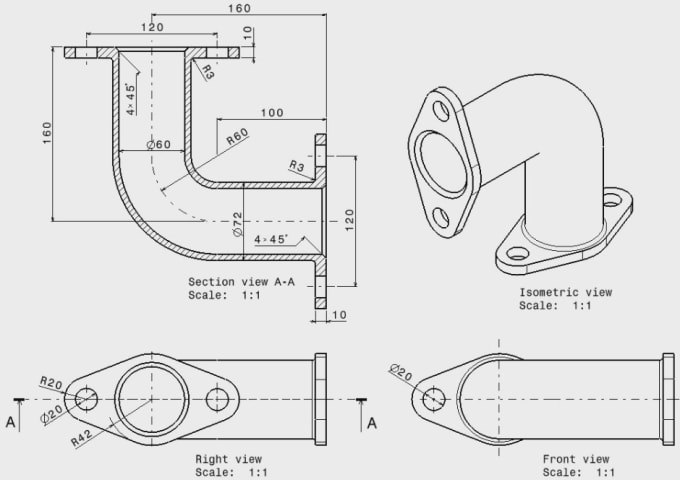 160
120
10
R3
4×45°
160
Ø60
R60
100
R3
Ø72
120
4×45°
10
Section view A-A
Scale: 1:1
Isometric view
Scale: 1:1
R20
Ø20
R42
A
A
Right view
Scale: 1:1
Ø20
Front view
Scale: 1:1